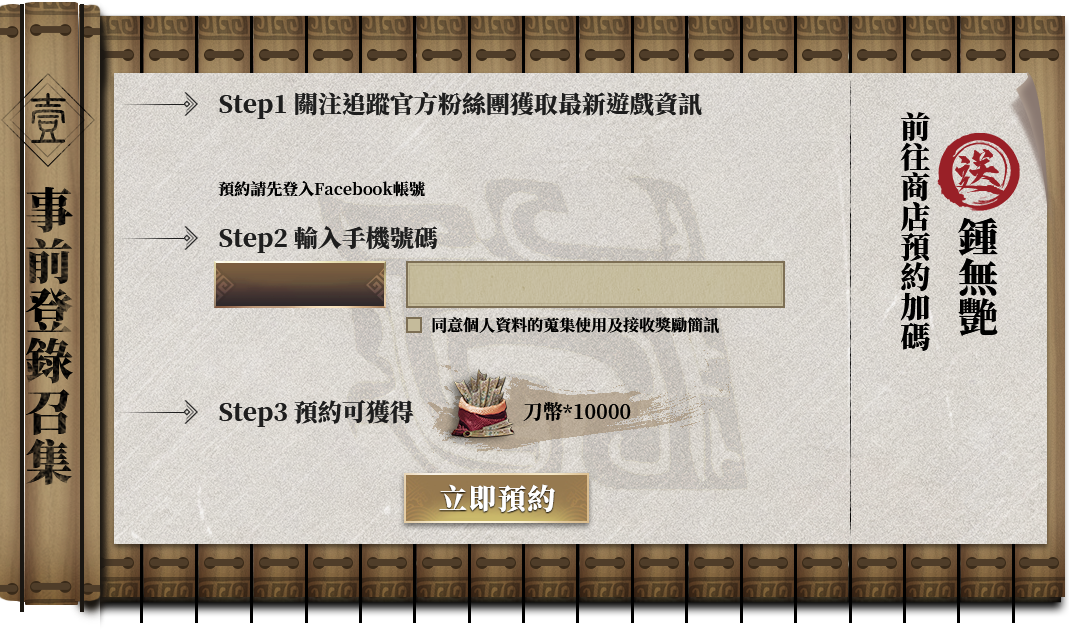 壹
事前登錄召集
Step1 關注追蹤官方粉絲團獲取最新遊戲資訊
預約請先登入Facebook帳號
Step2 輸入手機號碼
同意個人資料的蒐集使用及接收獎勵簡訊
Step3 預約可獲得
刀幣*10000
立即預約
前往商店預約加碼
送
鍾無艷